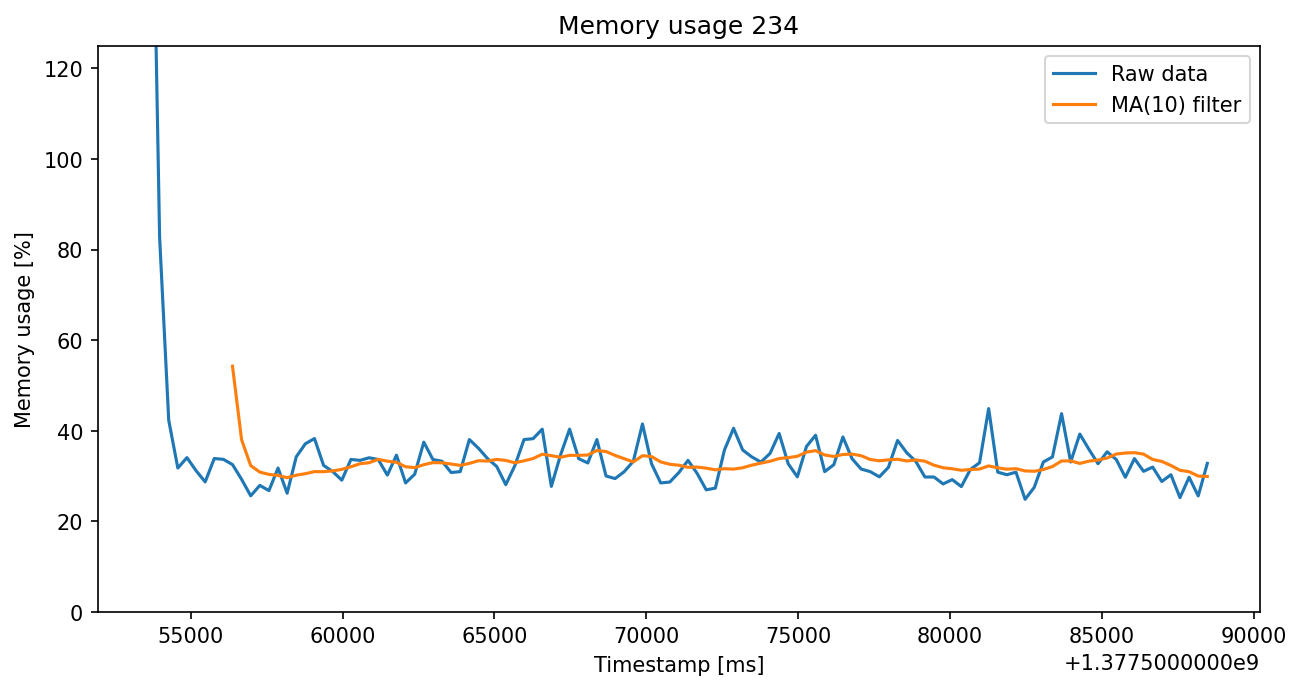 Memory usage 234
Raw data
MA(10) filter
Memory usage [%]
120
100
80
60
40
20
0
55000 60000 65000 70000 75000 80000 85000 90000
Timestamp [ms]
+1.3775000000e9